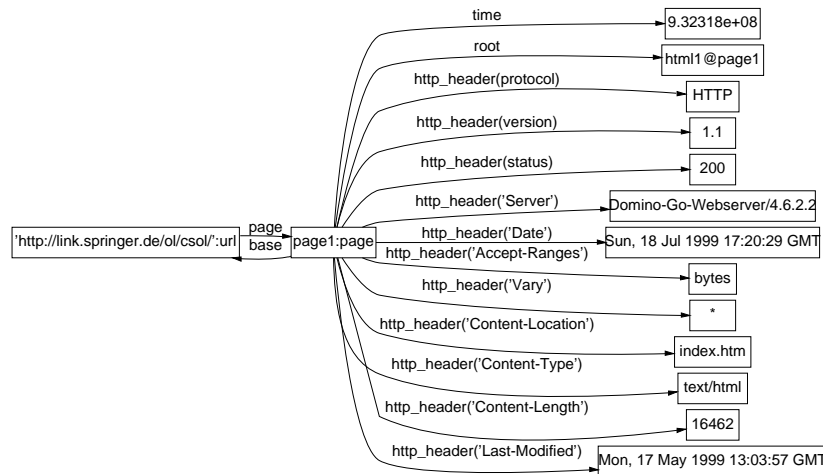 time
9.32318e+08
root
html1@page1
http_header(protocol)
HTTP
http_header(version)
1.1
http_header(status)
200
http_header('Server')
Domino-Go-Webserver/4.6.2.2
'http://link.springer.de/ol/csol/':url
page
base
page1:page
http_header('Date')
Sun, 18 Jul 1999 17:20:29 GMT
http_header('Accept-Ranges')
bytes
http_header('Vary')
*
http_header('Content-Location')
index.htm
http_header('Content-Type')
text/html
http_header('Content-Length')
16462
http_header('Last-Modified')
Mon, 17 May 1999 13:03:57 GMT